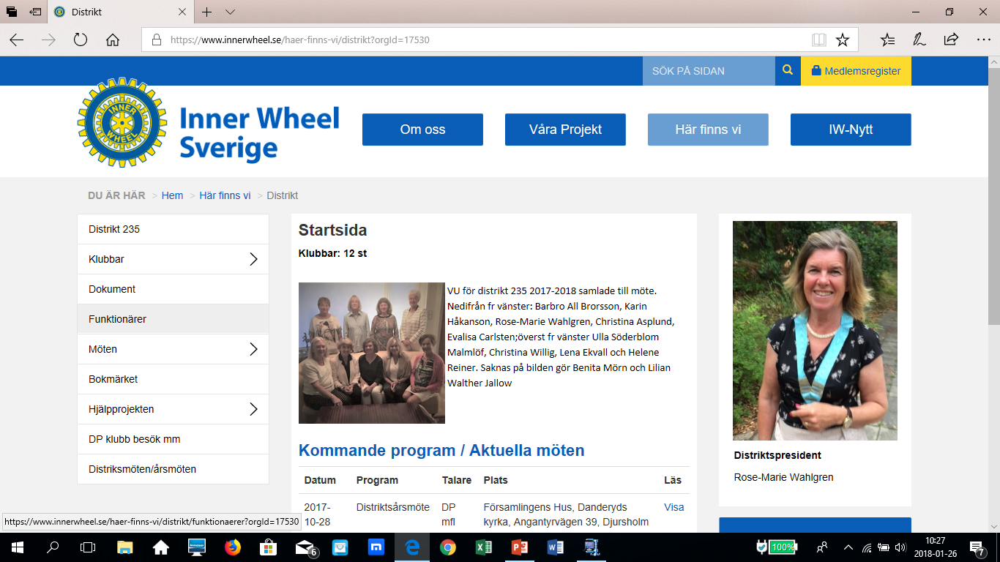 Distrikt
https://www.innerwheel.se/haer-finns-vi/distrikt?orgId=17530
SÖK PÅ SIDAN
Medlemsregister
INNER WHEEL
Inner Wheel
Sverige
Om oss
Våra Projekt
Här finns vi
IW-Nytt
DU ÄR HÄR > Hem > Här finns vi > Distrikt
Distrikt 235
Klubbar
Dokument
Funktionärer
Möten
Bokmärket
Hjälpprojekten
DP klubb besök mm
Distriksmöten/årsmöten
Startsida
Klubbar: 12 st
VU för distrikt 235 2017-2018 samlade till möte.
Nedifrån fr vänster: Barbro All Brorsson, Karin
Håkanson, Rose-Marie Wahlgren, Christina Asplund,
Evalisa Carlsten;överst fr vänster Ulla Söderblom
Malmlöf, Christina Willig, Lena Ekvall och Helene
Reiner. Saknas på bilden gör Benita Mörn och Lilian
Walther Jallow
Kommande program / Aktuella möten
Datum Program Talare Plats Läs
2017- Distriktsårsmöte DP Församlingens Hus, Danderyds Visa
10-28 mfl kyrka, Angantyrvägen 39, Djursholm
Distriktspresident
Rose-Marie Wahlgren
https://www.innerwheel.se/haer-finns-vi/distrikt/funktionaerer?orgId=17530
6
100%
10:27
2018-01-26
7